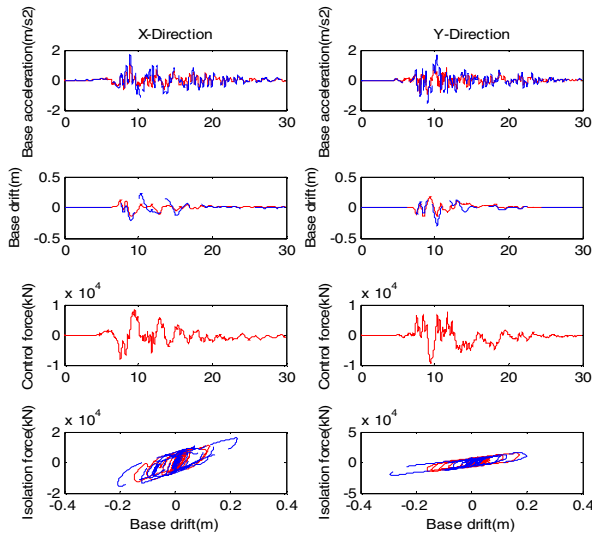 X-Direction
Y-Direction
Base acceleration(m/s2)
2
0
-2
0 10 20 30
Base acceleration(m/s2)
2
0
-2
0 10 20 30
Base drift(m)
0.5
0
-0.5
0 10 20 30
Base drift(m)
0.5
0
-0.5
0 10 20 30
Control force(kN)
x 10^4
1
0
-1
0 10 20 30
Control force(kN)
x 10^4
1
0
-1
0 10 20 30
Isolation force(kN)
x 10^4
2
0
-2
-0.4 -0.2 0 0.2 0.4
Base drift(m)
Isolation force(kN)
x 10^4
5
0
-5
-0.4 -0.2 0 0.2 0.4
Base drift(m)